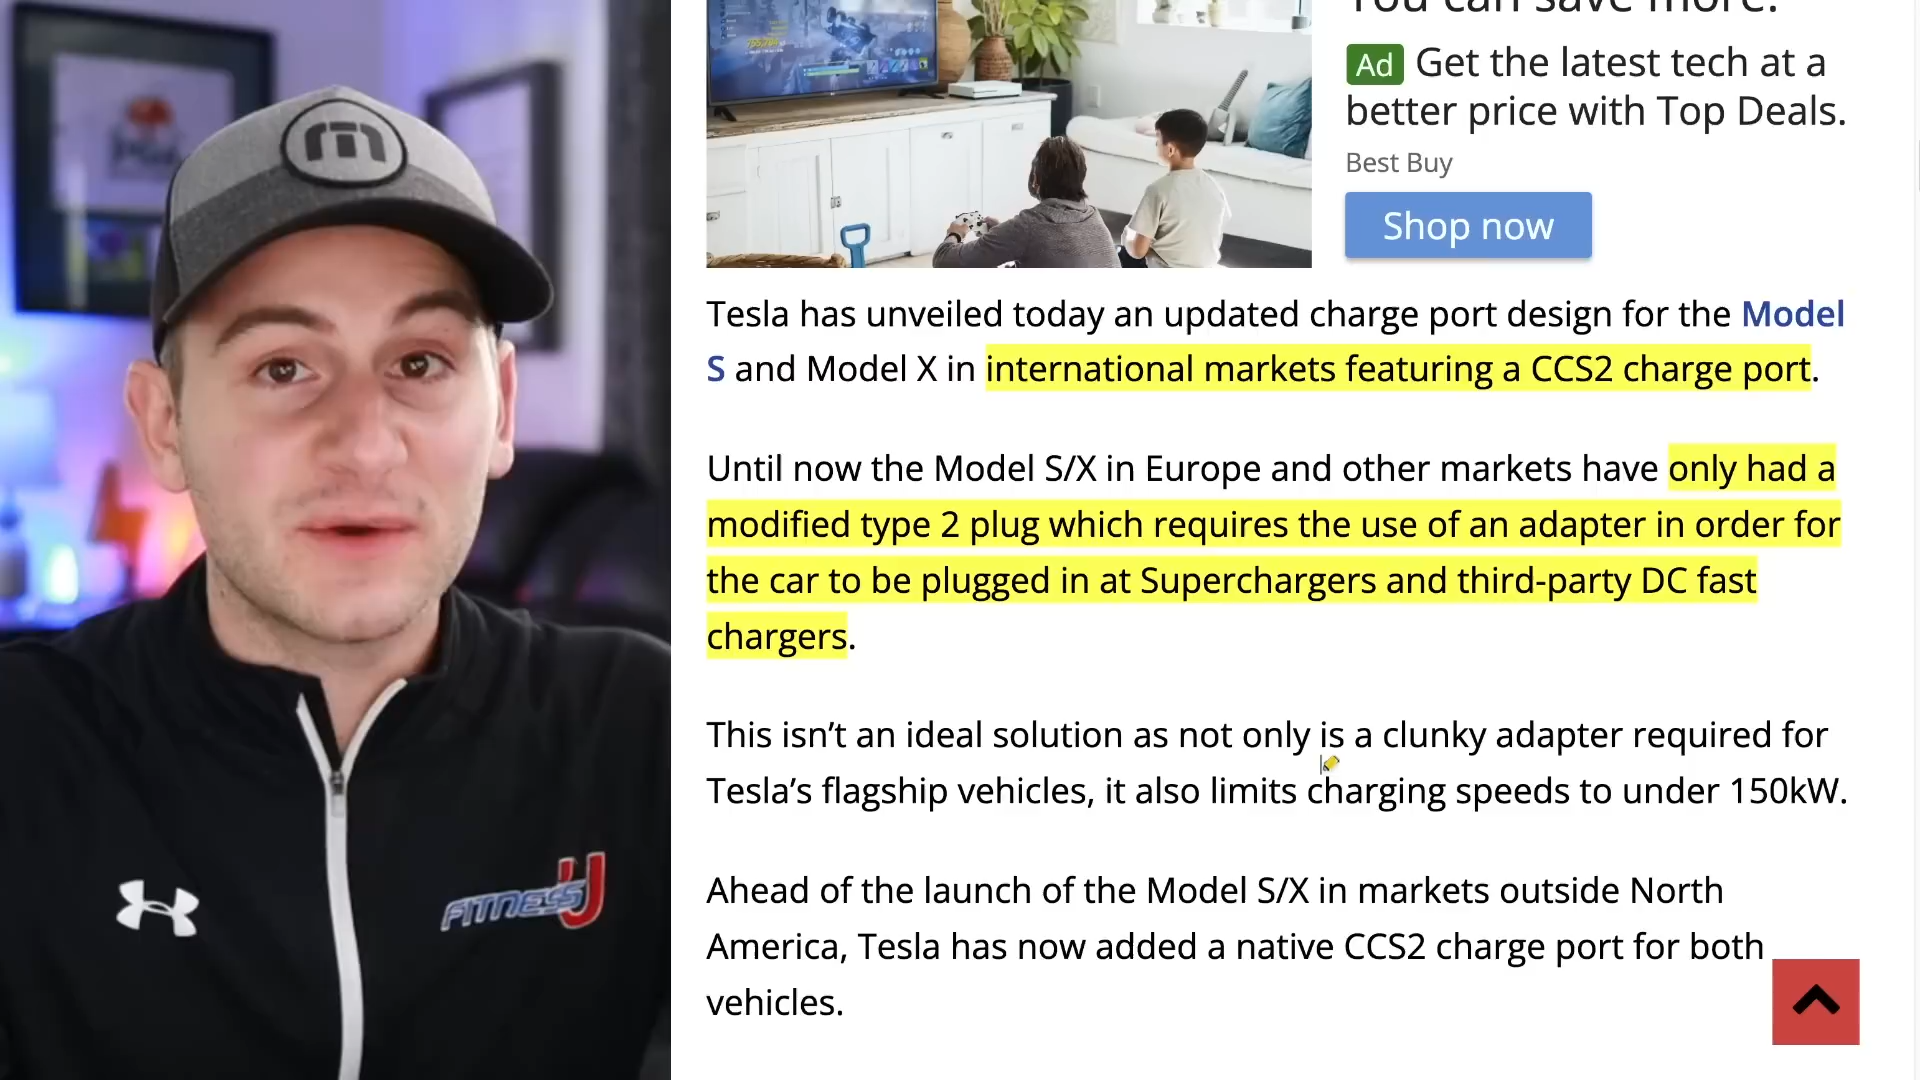 You can save more.
Ad Get the latest tech at a
better price with Top Deals.
Best Buy
Shop now
Tesla has unveiled today an updated charge port design for the Model
S and Model X in international markets featuring a CCS2 charge port.
Until now the Model S/X in Europe and other markets have only had a
modified type 2 plug which requires the use of an adapter in order for
the car to be plugged in at Superchargers and third-party DC fast
chargers.
This isn’t an ideal solution as not only is a clunky adapter required for
Tesla’s flagship vehicles, it also limits charging speeds to under 150kW.
Ahead of the launch of the Model S/X in markets outside North
America, Tesla has now added a native CCS2 charge port for both
vehicles.
FITNESS U